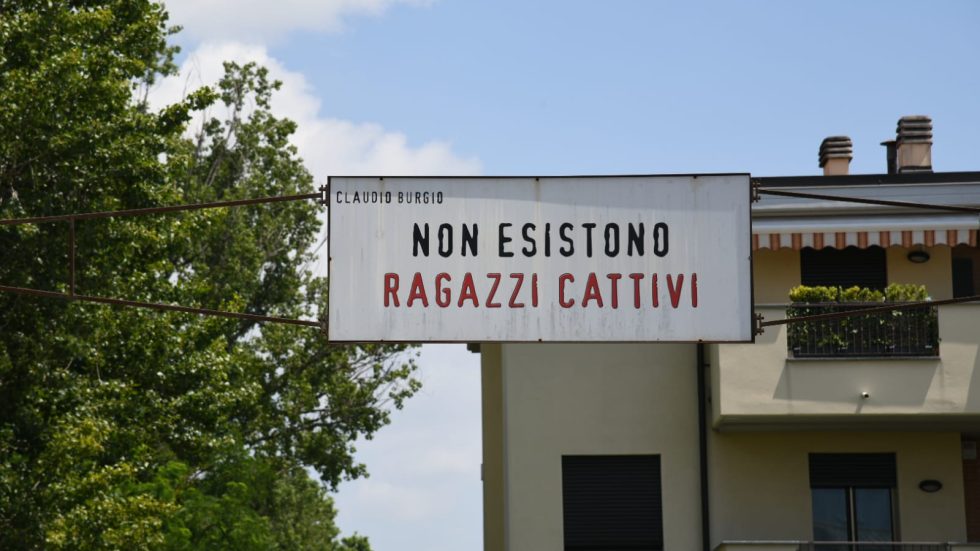 CLAUDIO BURGIO
NON ESISTONO
RAGAZZI CATTIVI